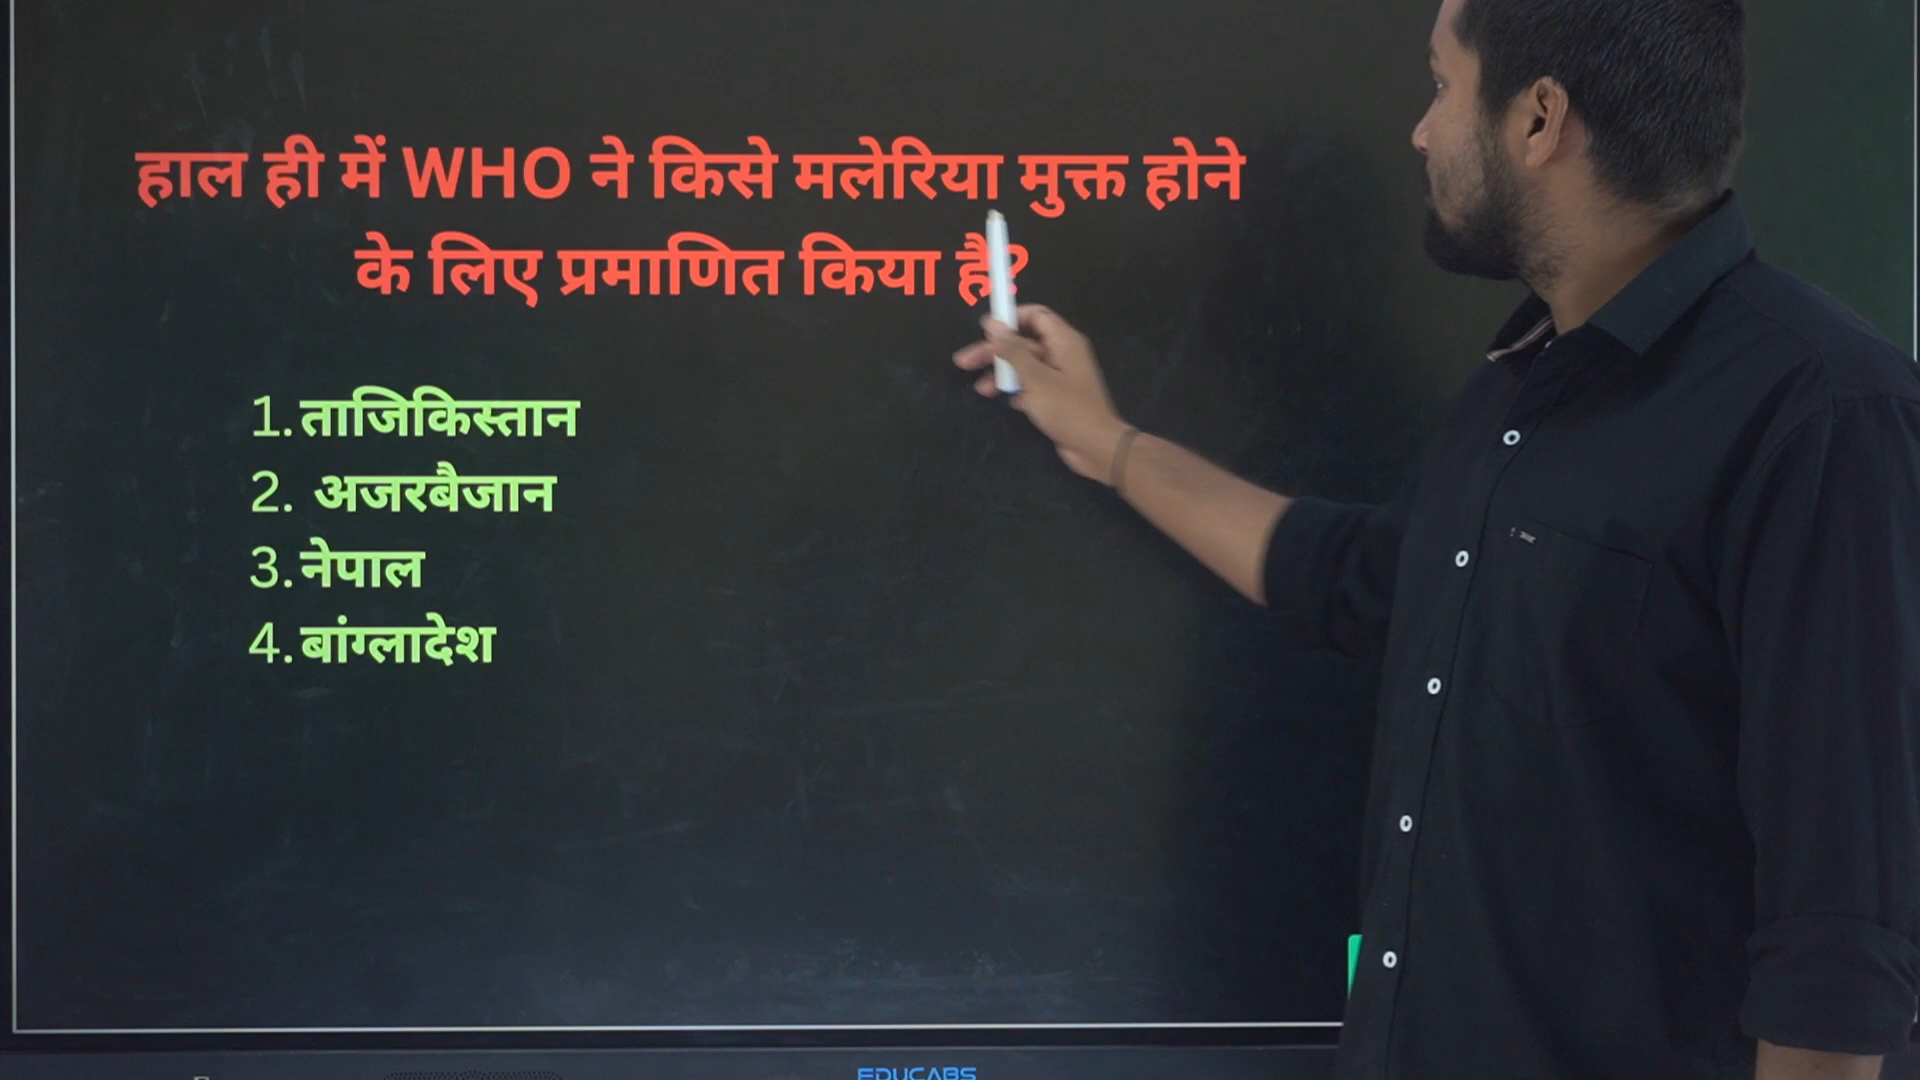 हाल ही में WHO ने किसे मलेरिया मुक्त होने
के लिए प्रमाणित किया है?
1. ताजिकिस्तान
2. अजरबैजान
3. नेपाल
4. बांग्लादेश
EDUCABS